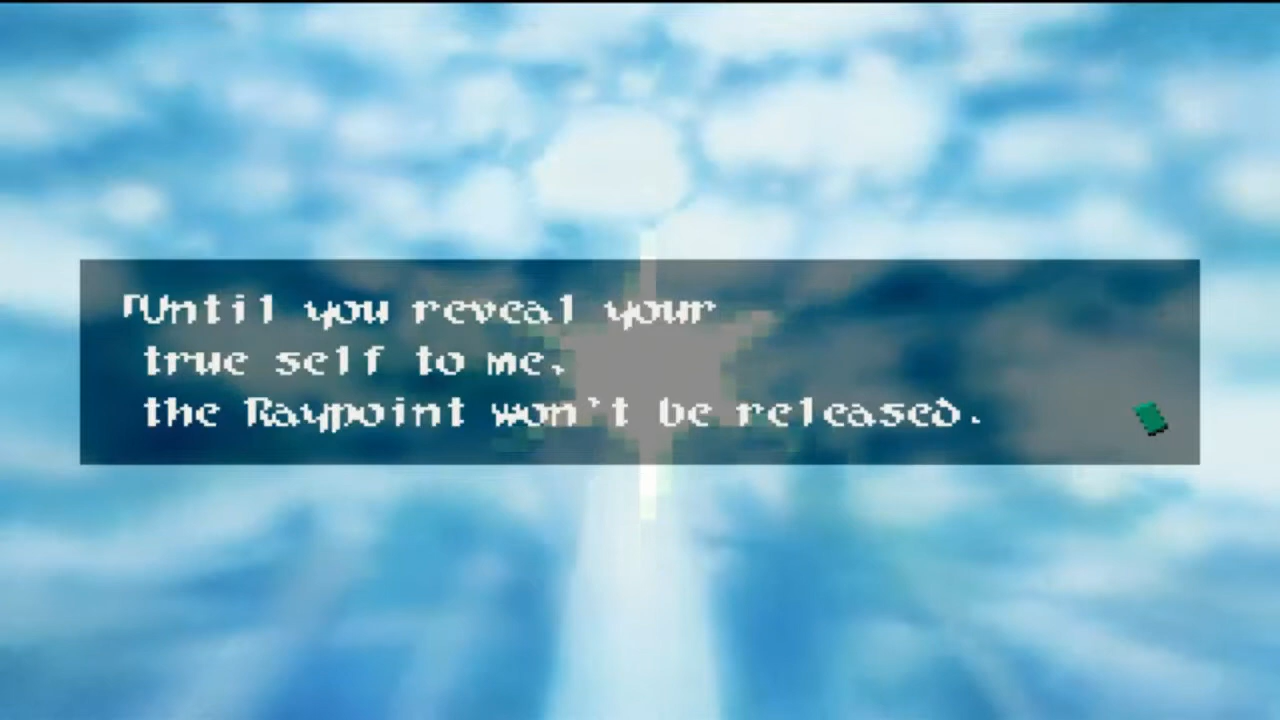 「Until you reveal your
true self to me,
the Raypoint won't be released.